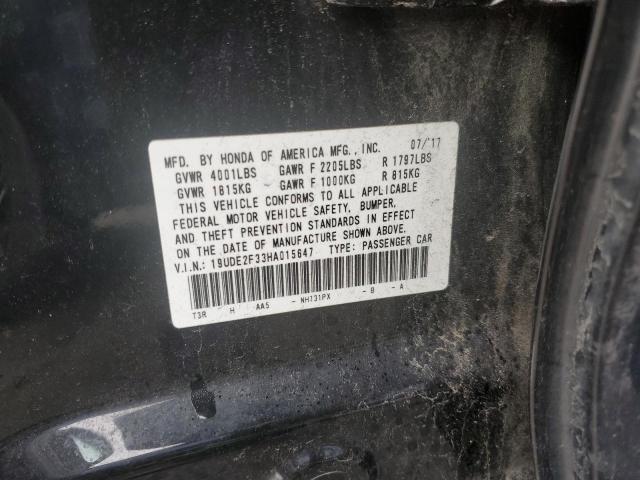 MFD. BY HONDA OF AMERICA MFG., INC. 07/'17
GVWR 4001LBS GAWR F 2205LBS R 1797LBS
GVWR 1815KG GAWR F 1000KG R 815KG
THIS VEHICLE CONFORMS TO ALL APPLICABLE
FEDERAL MOTOR VEHICLE SAFETY, BUMPER,
AND THEFT PREVENTION STANDARDS IN EFFECT
ON THE DATE OF MANUFACTURE SHOWN ABOVE.
V.I.N.: 19UDE2F33HA015647 TYPE: PASSENGER CAR
T3R H AA5 - NH731PX - B - A